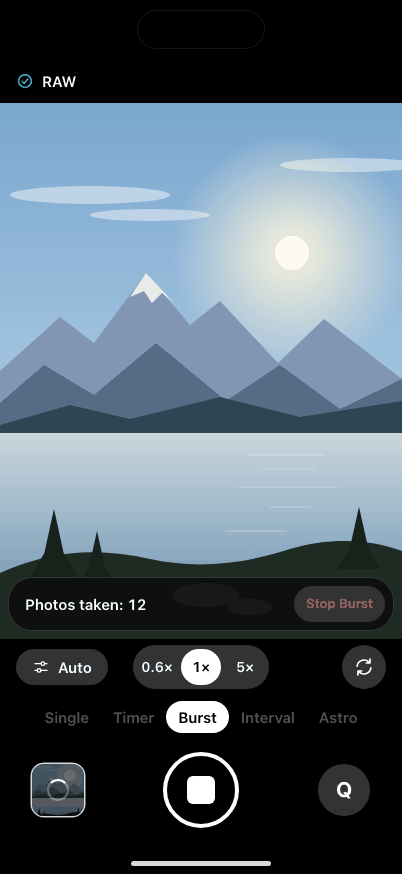 RAW
Photos taken: 12
Stop Burst
Auto
0.6×
1×
5×
Single
Timer
Burst
Interval
Astro
Q